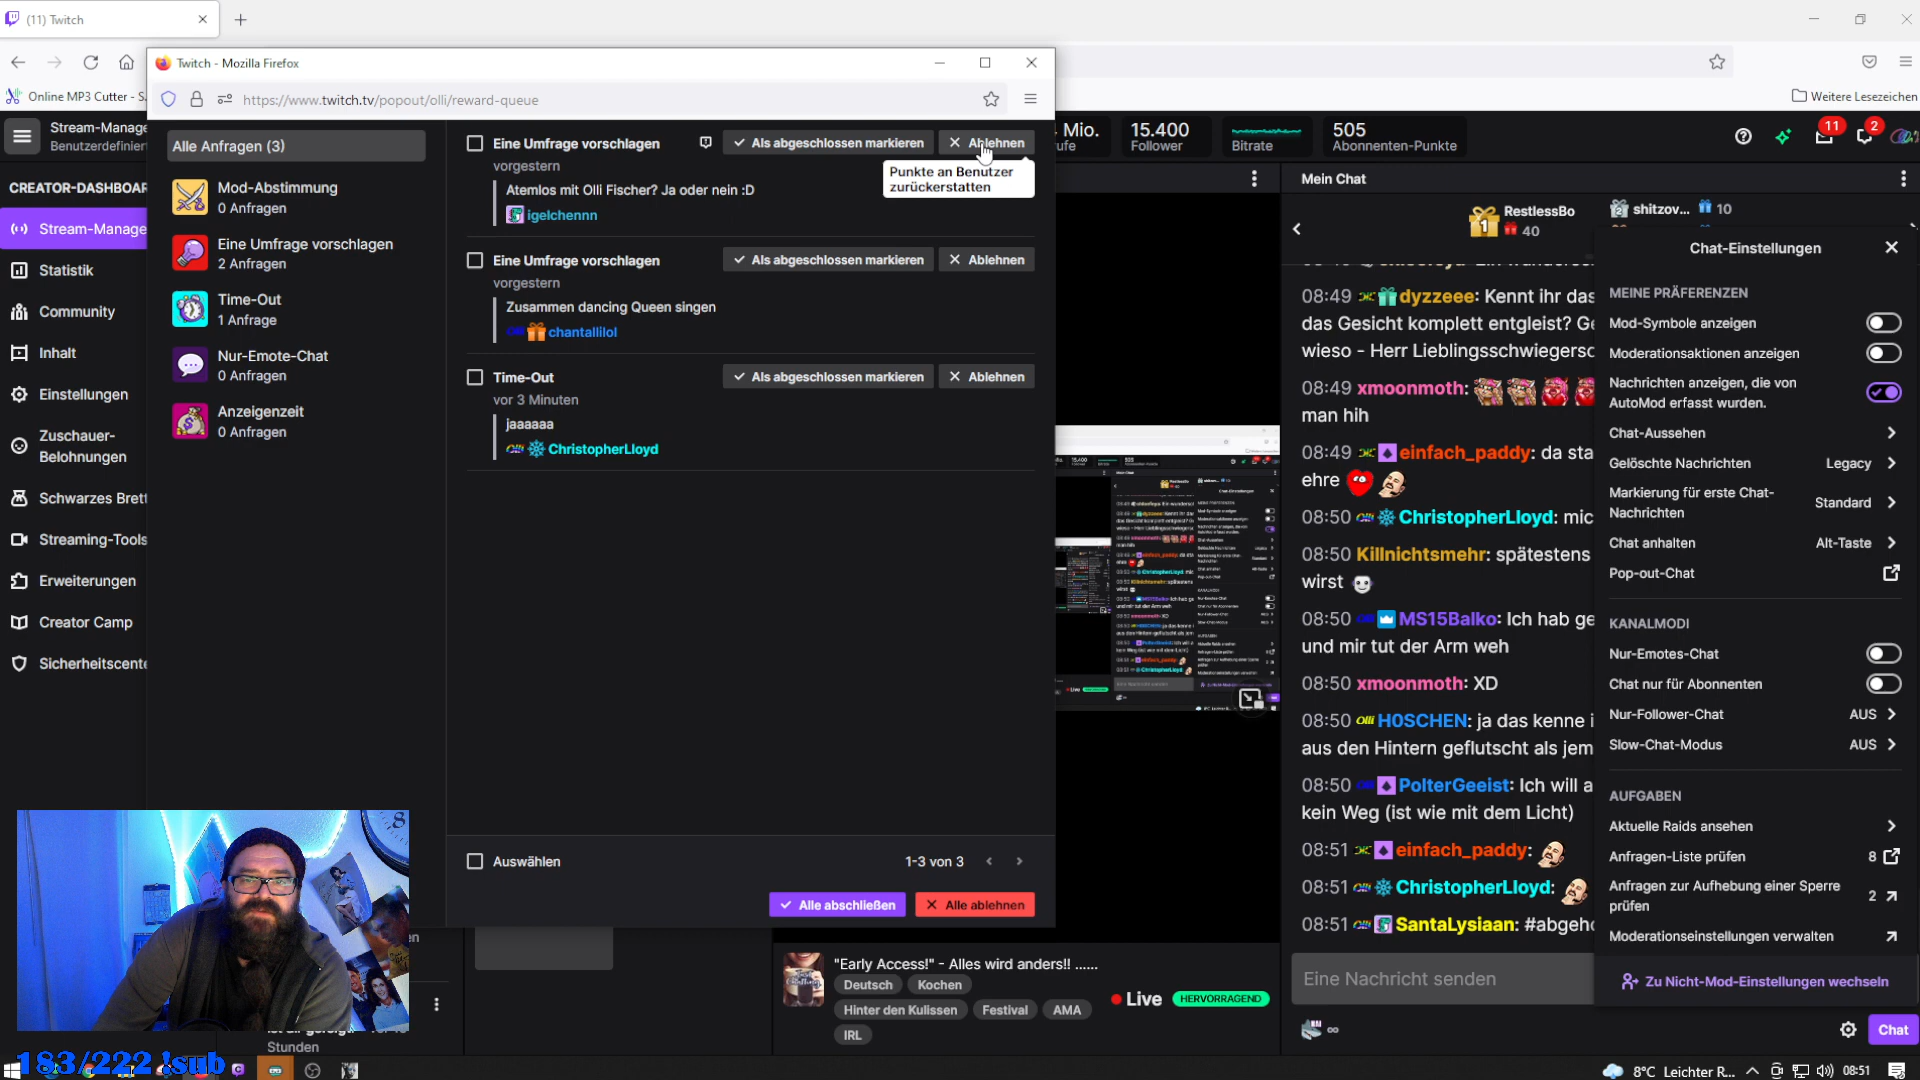 (11) Twitch
Online MP3 Cutter - S
Weitere Lesezeichen
Twitch - Mozilla Firefox
https://www.twitch.tv/popout/olli/reward-queue
Stream-Manage
Benutzerdefinier
CREATOR-DASHBOAR
Stream-Manage
Statistik
Community
Inhalt
Einstellungen
Zuschauer-
Belohnungen
Schwarzes Brett
Streaming-Tools
Erweiterungen
Creator Camp
Sicherheitscente
Alle Anfragen (3)
Mod-Abstimmung
0 Anfragen
Eine Umfrage vorschlagen
2 Anfragen
Time-Out
1 Anfrage
Nur-Emote-Chat
0 Anfragen
Anzeigenzeit
0 Anfragen
Eine Umfrage vorschlagen
Als abgeschlossen markieren
Ablehnen
vorgestern
Punkte an Benutzer
zurückerstatten
Atemlos mit Olli Fischer? Ja oder nein :D
igelchennn
Eine Umfrage vorschlagen
Als abgeschlossen markieren
Ablehnen
vorgestern
Zusammen dancing Queen singen
chantallilol
Time-Out
Als abgeschlossen markieren
Ablehnen
vor 3 Minuten
jaaaaaa
ChristopherLloyd
Auswählen
1-3 von 3
Alle abschließen
Alle ablehnen
Mio.
15.400
Follower
Bitrate
505
Abonnenten-Punkte
11
2
Mein Chat
1
RestlessBo
40
2
shitzov...
10
08:49 dyzzeee: Kennt ihr das
das Gesicht komplett entgleist? Ge
wieso - Herr Lieblingsschwiegersc
08:49 xmoonmoth:
man hih
08:49 einfach_paddy: da sta
ehre
08:50 ChristopherLloyd: mic
08:50 Killnichtsmehr: spätestens
wirst
08:50 MS15Balko: Ich hab ge
und mir tut der Arm weh
08:50 xmoonmoth: XD
08:50 H0SCHEN: ja das kenne i
aus den Hintern geflutscht als jem
08:50 PolterGeeist: Ich will a
kein Weg (ist wie mit dem Licht)
08:51 einfach_paddy:
08:51 ChristopherLloyd:
08:51 SantaLysiaan: #abgeho
Eine Nachricht senden
∞
Chat
Chat-Einstellungen
MEINE PRÄFERENZEN
Mod-Symbole anzeigen
Moderationsaktionen anzeigen
Nachrichten anzeigen, die von
AutoMod erfasst wurden.
Chat-Aussehen
Gelöschte Nachrichten Legacy
Markierung für erste Chat-
Nachrichten Standard
Chat anhalten Alt-Taste
Pop-out-Chat
KANALMODI
Nur-Emotes-Chat
Chat nur für Abonnenten
Nur-Follower-Chat AUS
Slow-Chat-Modus AUS
AUFGABEN
Aktuelle Raids ansehen
Anfragen-Liste prüfen 8
Anfragen zur Aufhebung einer Sperre
prüfen 2
Moderationseinstellungen verwalten
Zu Nicht-Mod-Einstellungen wechseln
"Early Access!" - Alles wird anders!! ......
Deutsch
Kochen
Hinter den Kulissen
Festival
AMA
IRL
Live
HERVORRAGEND
Stunden
183/222 !sub
8°C Leichter R...
08:51